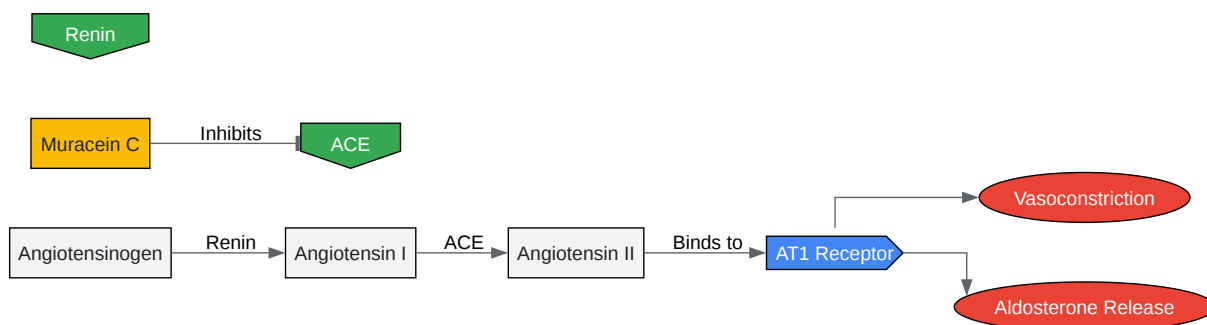 Renin
Muracein C
Inhibits
ACE
Vasoconstriction
Angiotensinogen
Renin
Angiotensin I
ACE
Angiotensin II
Binds to
AT1 Receptor
Aldosterone Release